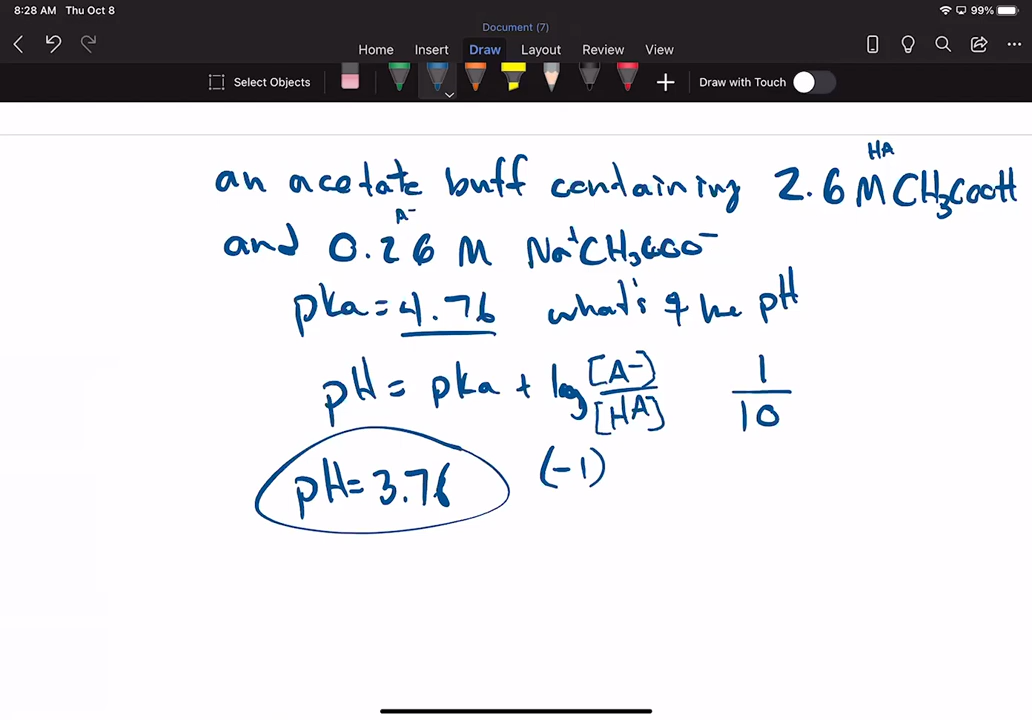 8:28 AM Thu Oct 8 99%
Document (7)
Home Insert Draw Layout Review View
Select Objects Draw with Touch
HA
an acetate buff containing 2.6 M CH3COOH
A-
and 0.26 M Na+CH3COO-
pka = 4.76 what's the pH
pH = pka + log [A-]/[HA] 1/10
pH = 3.76 (-1)